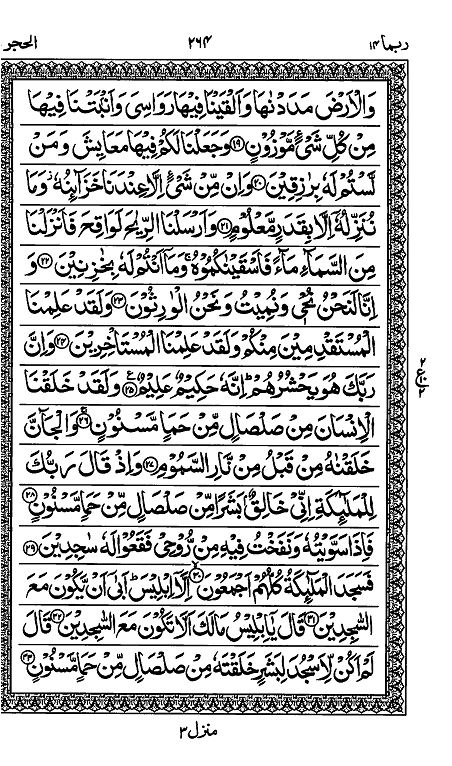 ربما ۱۴ ۲۶۴ الحجر
وَالْاَرْضَ مَدَدْنٰهَا وَاَلْقَيْنَا فِيْهَا رَوَاسِيَ وَاَنْۢبَتْنَا فِيْهَا
مِنْ كُلِّ شَيْءٍ مَّوْزُوْنٍ ۱۹ وَجَعَلْنَا لَكُمْ فِيْهَا مَعَايِشَ وَمَنْ
لَّسْتُمْ لَهٗ بِرٰزِقِيْنَ ۲۰ وَاِنْ مِّنْ شَيْءٍ اِلَّا عِنْدَنَا خَزَآئِنُهٗ وَمَا
نُنَزِّلُهٗٓ اِلَّا بِقَدَرٍ مَّعْلُوْمٍ ۲۱ وَاَرْسَلْنَا الرِّيٰحَ لَوَاقِحَ فَاَنْزَلْنَا
مِنَ السَّمَآءِ مَآءً فَاَسْقَيْنٰكُمُوْهُ وَمَآ اَنْتُمْ لَهٗ بِخٰزِنِيْنَ ۲۲ وَ
اِنَّا لَنَحْنُ نُحْيٖ وَنُمِيْتُ وَنَحْنُ الْوٰرِثُوْنَ ۲۳ وَلَقَدْ عَلِمْنَا
الْمُسْتَقْدِمِيْنَ مِنْكُمْ وَلَقَدْ عَلِمْنَا الْمُسْتَاْخِرِيْنَ ۲۴ وَاِنَّ
رَبَّكَ هُوَ يَحْشُرُهُمْ ؕ اِنَّهٗ حَكِيْمٌ عَلِيْمٌ ۲۵ وَلَقَدْ خَلَقْنَا
الْاِنْسَانَ مِنْ صَلْصَالٍ مِّنْ حَمَاٍ مَّسْنُوْنٍ ۲۶ وَالْجَآنَّ
خَلَقْنٰهُ مِنْ قَبْلُ مِنْ نَّارِ السَّمُوْمِ ۲۷ وَاِذْ قَالَ رَبُّكَ
لِلْمَلٰٓئِكَةِ اِنِّيْ خَالِقٌۢ بَشَرًا مِّنْ صَلْصَالٍ مِّنْ حَمَاٍ مَّسْنُوْنٍ ۲۸
فَاِذَا سَوَّيْتُهٗ وَنَفَخْتُ فِيْهِ مِنْ رُّوْحِيْ فَقَعُوْا لَهٗ سٰجِدِيْنَ ۲۹
فَسَجَدَ الْمَلٰٓئِكَةُ كُلُّهُمْ اَجْمَعُوْنَ ۳۰ اِلَّآ اِبْلِيْسَ ؕ اَبٰٓى اَنْ يَّكُوْنَ مَعَ
السّٰجِدِيْنَ ۳۱ قَالَ يٰٓاِبْلِيْسُ مَا لَكَ اَلَّا تَكُوْنَ مَعَ السّٰجِدِيْنَ ۳۲ قَالَ
لَمْ اَكُنْ لِّاَسْجُدَ لِبَشَرٍ خَلَقْتَهٗ مِنْ صَلْصَالٍ مِّنْ حَمَاٍ مَّسْنُوْنٍ ۳۳
منزل ۳